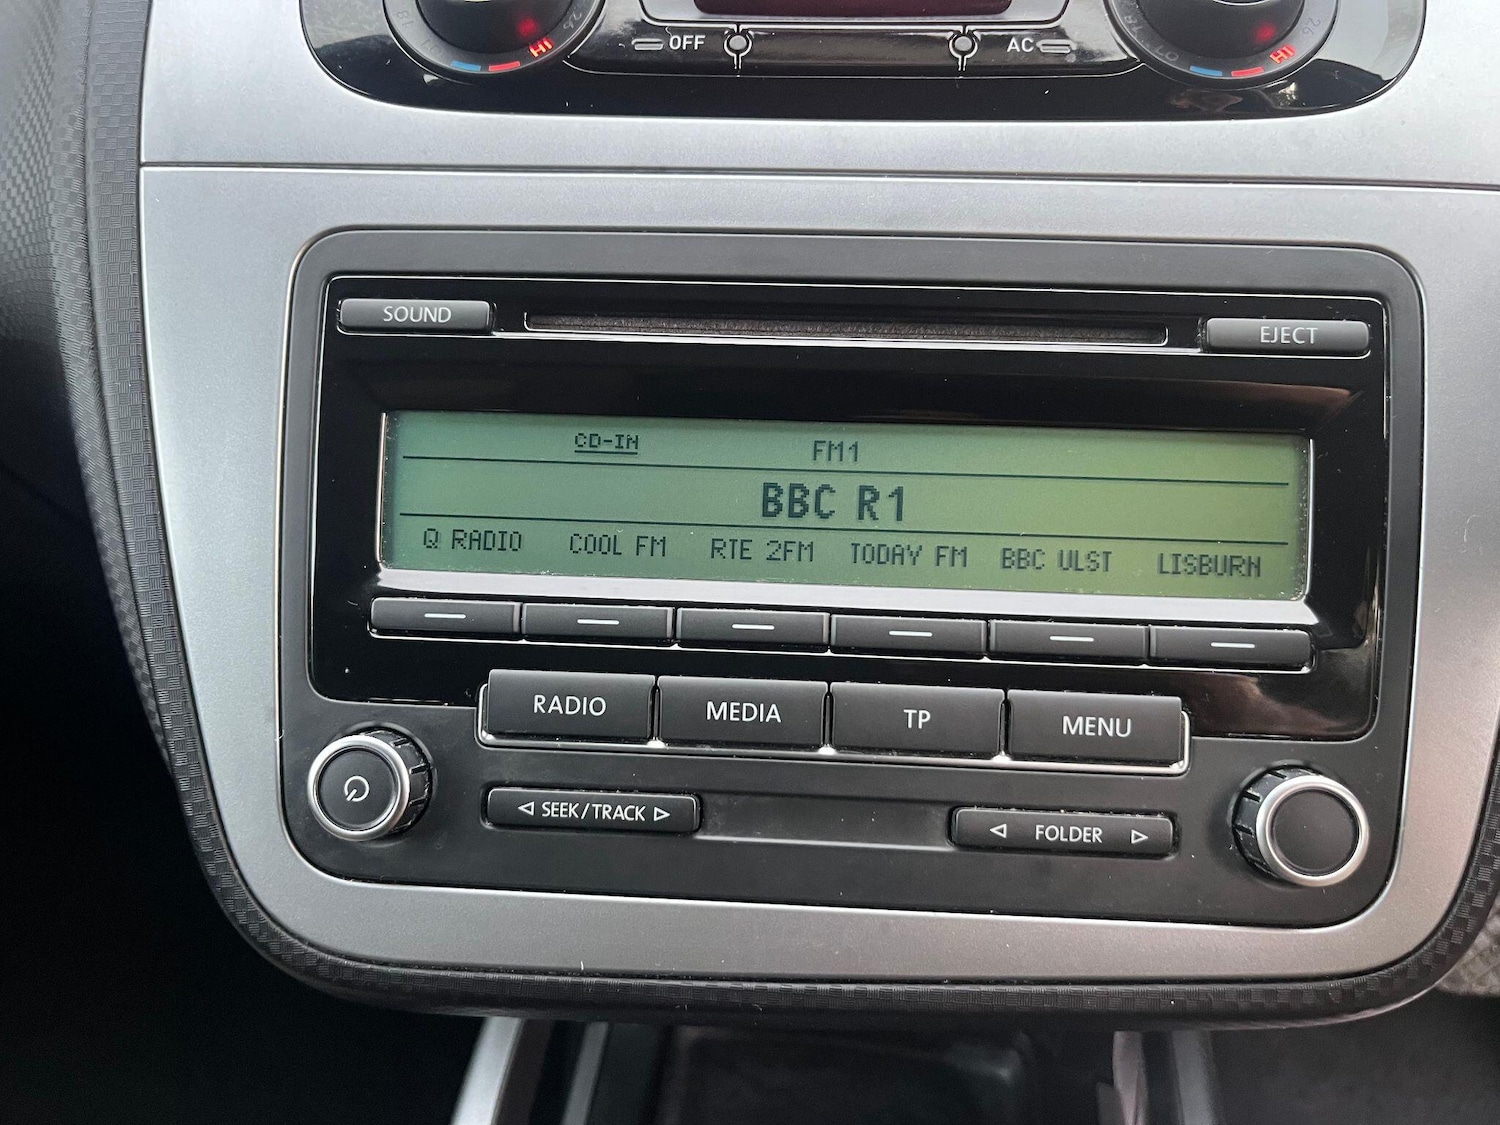 OFF AC
HI HI
SOUND EJECT
CD-IN FM1
BBC R1
Q RADIO COOL FM RTE 2FM TODAY FM BBC ULST LISBURN
RADIO MEDIA TP MENU
◁ SEEK/TRACK ▷ ◁ FOLDER ▷